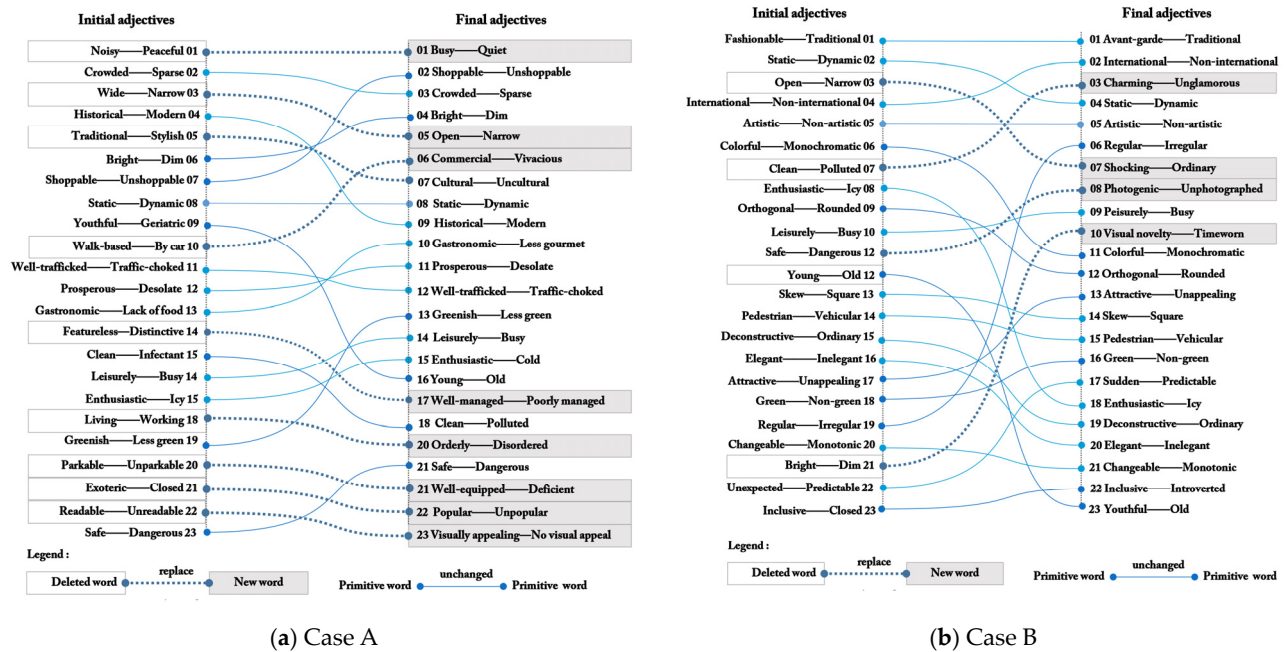 Initial adjectives
Final adjectives
Noisy——Peaceful 01
Crowded——Sparse 02
Wide——Narrow 03
Historical——Modern 04
Traditional——Stylish 05
Bright——Dim 06
Shoppable——Unshoppable 07
Static——Dynamic 08
Youthful——Geriatric 09
Walk-based——By car 10
Well-trafficked——Traffic-choked 11
Prosperous——Desolate 12
Gastronomic——Lack of food 13
Featureless——Distinctive 14
Clean——Infectant 15
Leisurely——Busy 14
Enthusiastic——Icy 15
Living——Working 18
Greenish——Less green 19
Parkable——Unparkable 20
Exoteric——Closed 21
Readable——Unreadable 22
Safe——Dangerous 23
01 Busy——Quiet
02 Shoppable——Unshoppable
03 Crowded——Sparse
04 Bright——Dim
05 Open——Narrow
06 Commercial——Vivacious
07 Cultural——Uncultural
08 Static——Dynamic
09 Historical——Modern
10 Gastronomic——Less gourmet
11 Prosperous——Desolate
12 Well-trafficked——Traffic-choked
13 Greenish——Less green
14 Leisurely——Busy
15 Enthusiastic——Cold
16 Young——Old
17 Well-managed——Poorly managed
18 Clean——Polluted
20 Orderly——Disordered
21 Safe——Dangerous
21 Well-equipped——Deficient
22 Popular——Unpopular
23 Visually appealing——No visual appeal
Legend :
Deleted word
replace
New word
Primitive word
unchanged
Primitive word
(a) Case A
Initial adjectives
Final adjectives
Fashionable——Traditional 01
Static——Dynamic 02
Open——Narrow 03
International——Non-international 04
Artistic——Non-artistic 05
Colorful——Monochromatic 06
Clean——Polluted 07
Enthusiastic——Icy 08
Orthogonal——Rounded 09
Leisurely——Busy 10
Safe——Dangerous 12
Young——Old 12
Skew——Square 13
Pedestrian——Vehicular 14
Deconstructive——Ordinary 15
Elegant——Inelegant 16
Attractive——Unappealing 17
Green——Non-green 18
Regular——Irregular 19
Changeable——Monotonic 20
Bright——Dim 21
Unexpected——Predictable 22
Inclusive——Closed 23
01 Avant-garde——Traditional
02 International——Non-international
03 Charming——Unglamorous
04 Static——Dynamic
05 Artistic——Non-artistic
06 Regular——Irregular
07 Shocking——Ordinary
08 Photogenic——Unphotographed
09 Peisurely——Busy
10 Visual novelty——Timeworn
11 Colorful——Monochromatic
12 Orthogonal——Rounded
13 Attractive——Unappealing
14 Skew——Square
15 Pedestrian——Vehicular
16 Green——Non-green
17 Sudden——Predictable
18 Enthusiastic——Icy
19 Deconstructive——Ordinary
20 Elegant——Inelegant
21 Changeable——Monotonic
22 Inclusive——Introverted
23 Youthful——Old
Legend :
Deleted word
replace
New word
Primitive word
unchanged
Primitive word
(b) Case B